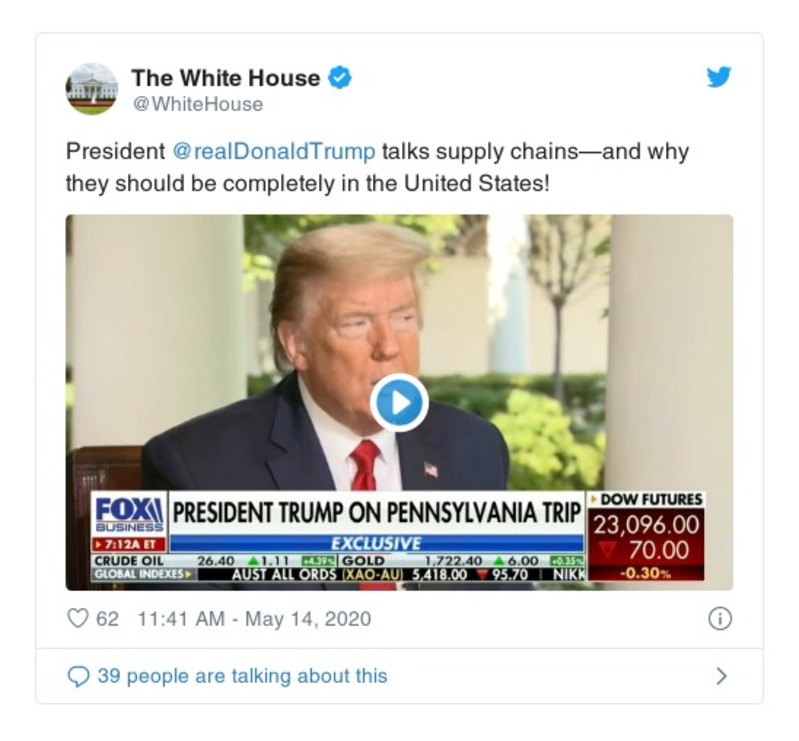 The White House
@WhiteHouse
President @realDonaldTrump talks supply chains—and why
they should be completely in the United States!
FOX
BUSINESS
7:12A ET
PRESIDENT TRUMP ON PENNSYLVANIA TRIP
EXCLUSIVE
DOW FUTURES
23,096.00
▼ 70.00
-0.30%
CRUDE OIL 26.40 ▲1.11 +4.39% GOLD 1,722.40 ▲6.00 +0.35%
GLOBAL INDEXES AUST ALL ORDS (XAO-AU) 5,418.00 ▼95.70 NIKK
62 11:41 AM - May 14, 2020
39 people are talking about this